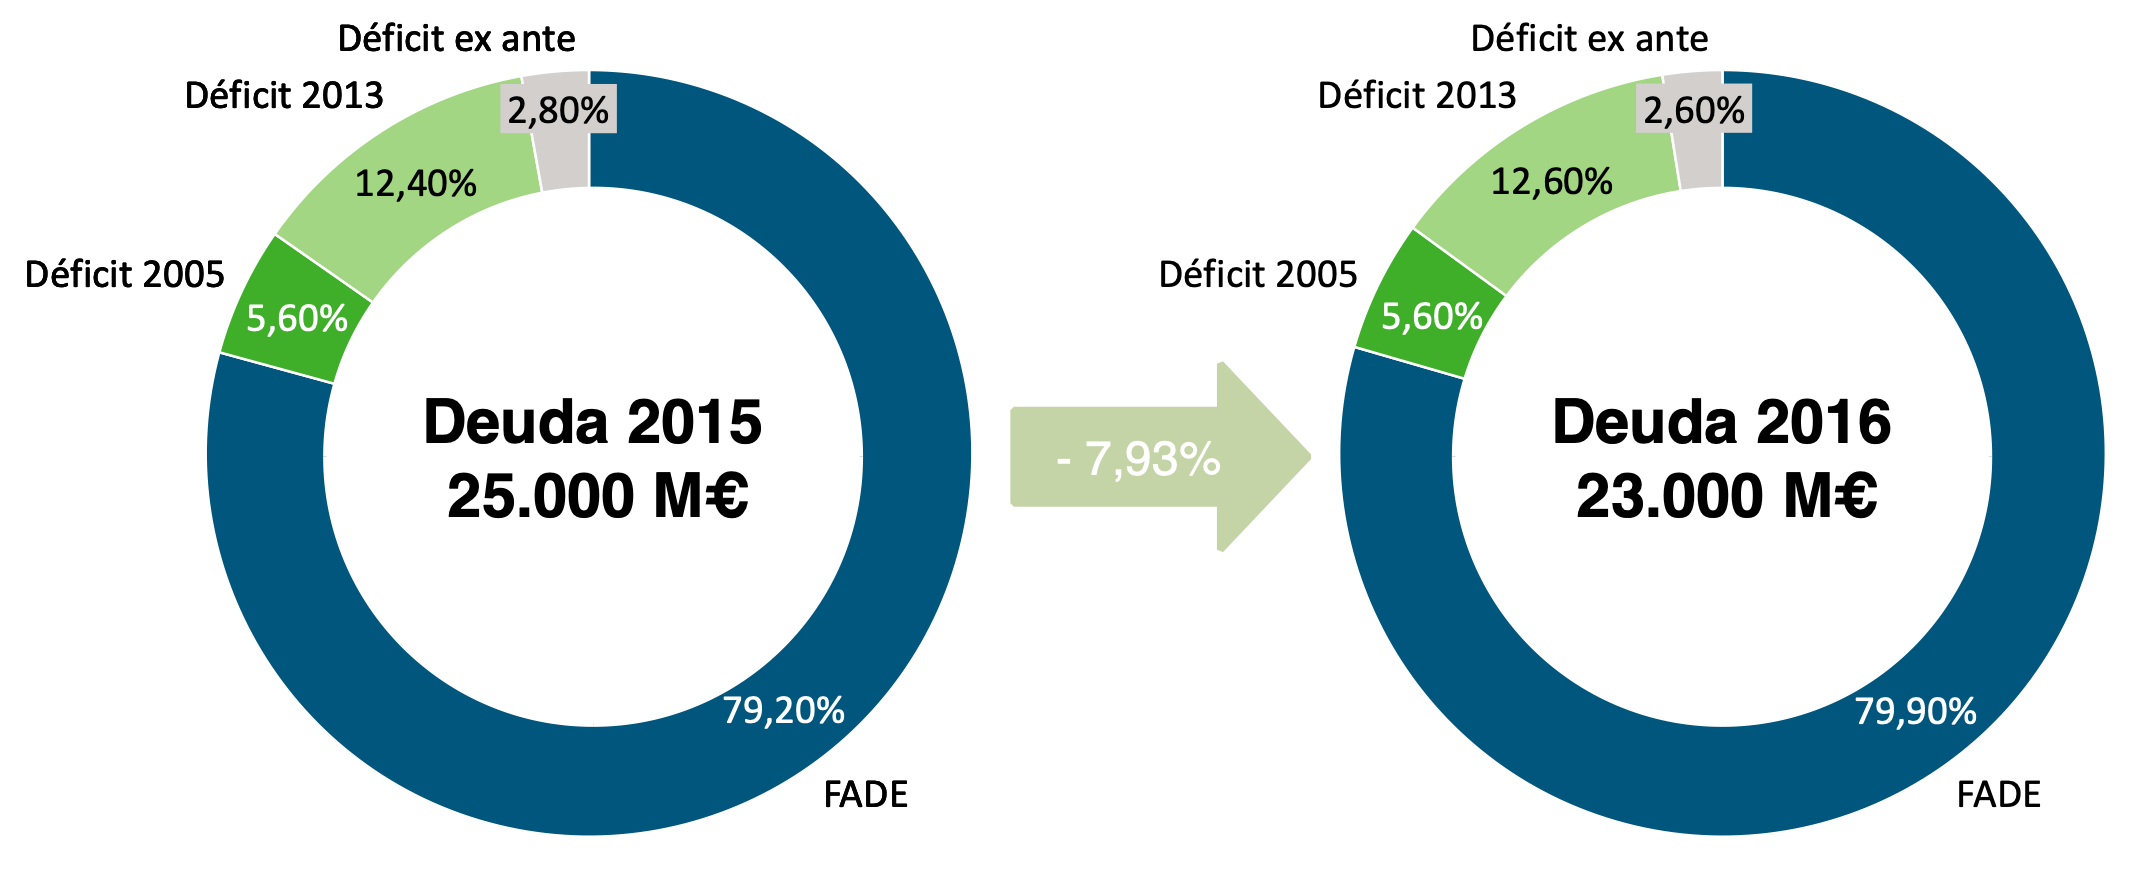 Déficit ex ante
Déficit 2013
2,80%
12,40%
Déficit 2005
5,60%
Deuda 2015
25.000 M€
79,20%
FADE
- 7,93%
Déficit ex ante
Déficit 2013
2,60%
12,60%
Déficit 2005
5,60%
Deuda 2016
23.000 M€
79,90%
FADE